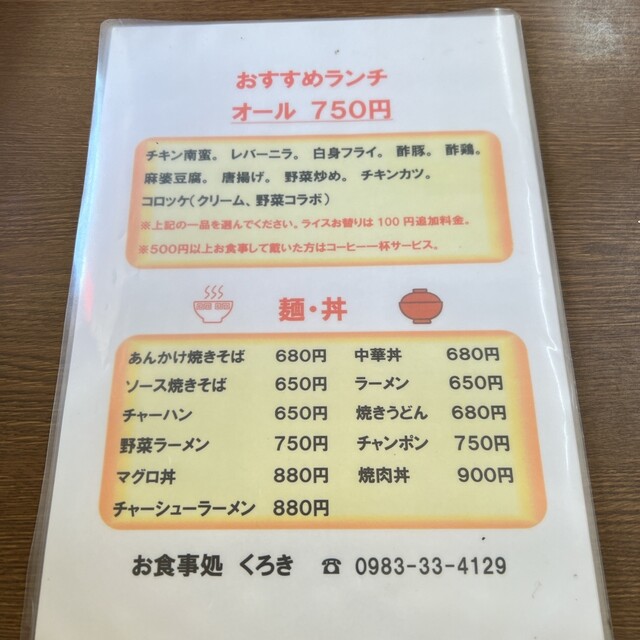 おすすめランチ
オール 750円
チキン南蛮。 レバーニラ。 白身フライ。 酢豚。 酢鶏。
麻婆豆腐。 唐揚げ。 野菜炒め。 チキンカツ。
コロッケ(クリーム、野菜コラボ)
※上記の一品を選んでください。ライスお替りは100円追加料金。
※500円以上お食事して戴いた方はコーヒー一杯サービス。
麺・丼
あんかけ焼きそば 680円 中華丼 680円
ソース焼きそば 650円 ラーメン 650円
チャーハン 650円 焼きうどん 680円
野菜ラーメン 750円 チャンポン 750円
マグロ丼 880円 焼肉丼 900円
チャーシューラーメン 880円
お食事処 くろき ☎ 0983-33-4129